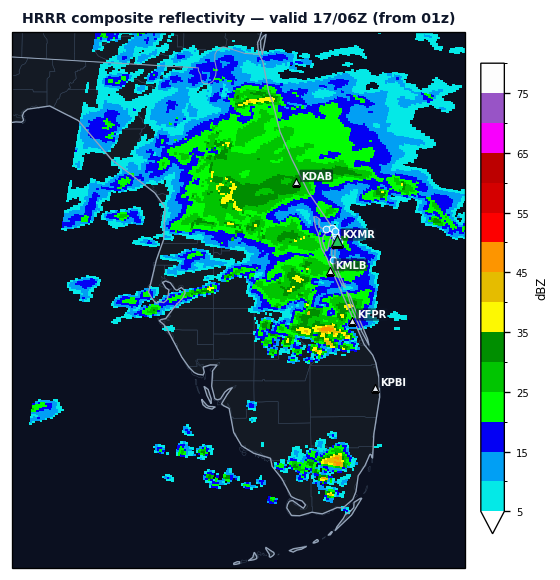 HRRR composite reflectivity — valid 17/06Z (from 01z)
KDAB
KXMR
KMLB
KFPR
KPBI
75
65
55
45
35
25
15
5
dBZ